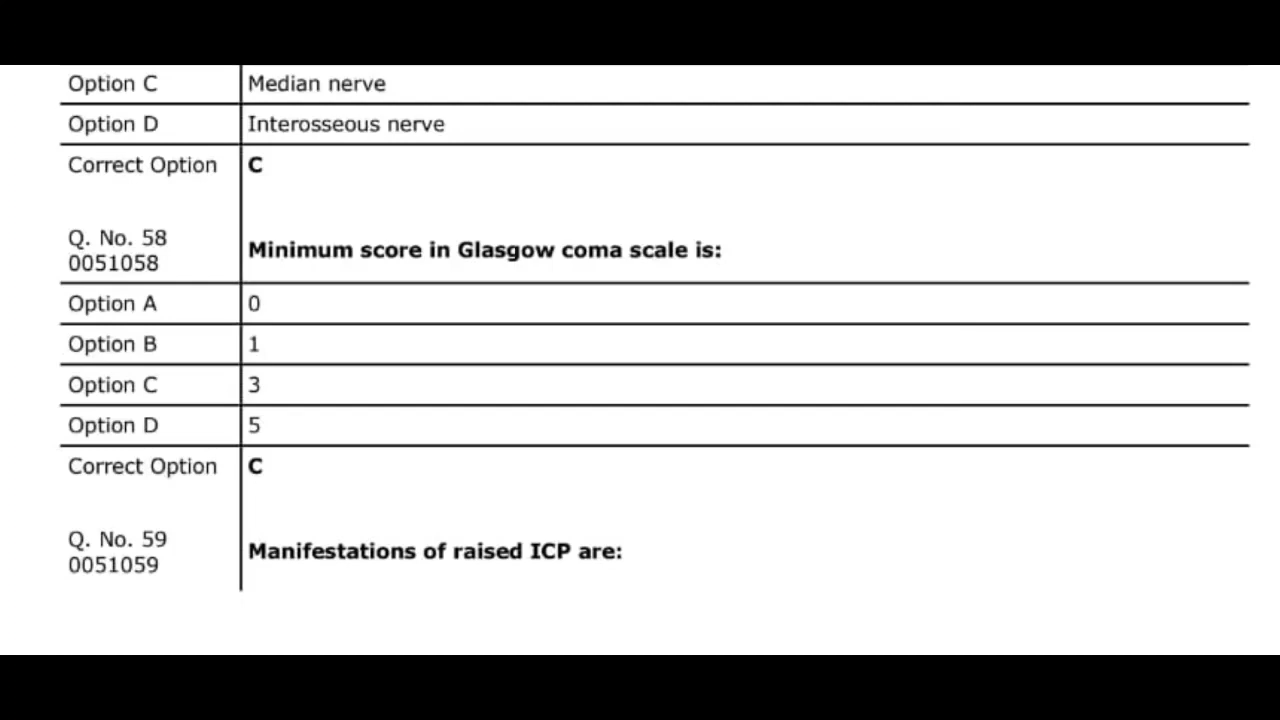 Option C Median nerve
Option D Interosseous nerve
Correct Option C
Q. No. 58
0051058
Minimum score in Glasgow coma scale is:
Option A 0
Option B 1
Option C 3
Option D 5
Correct Option C
Q. No. 59
0051059
Manifestations of raised ICP are: